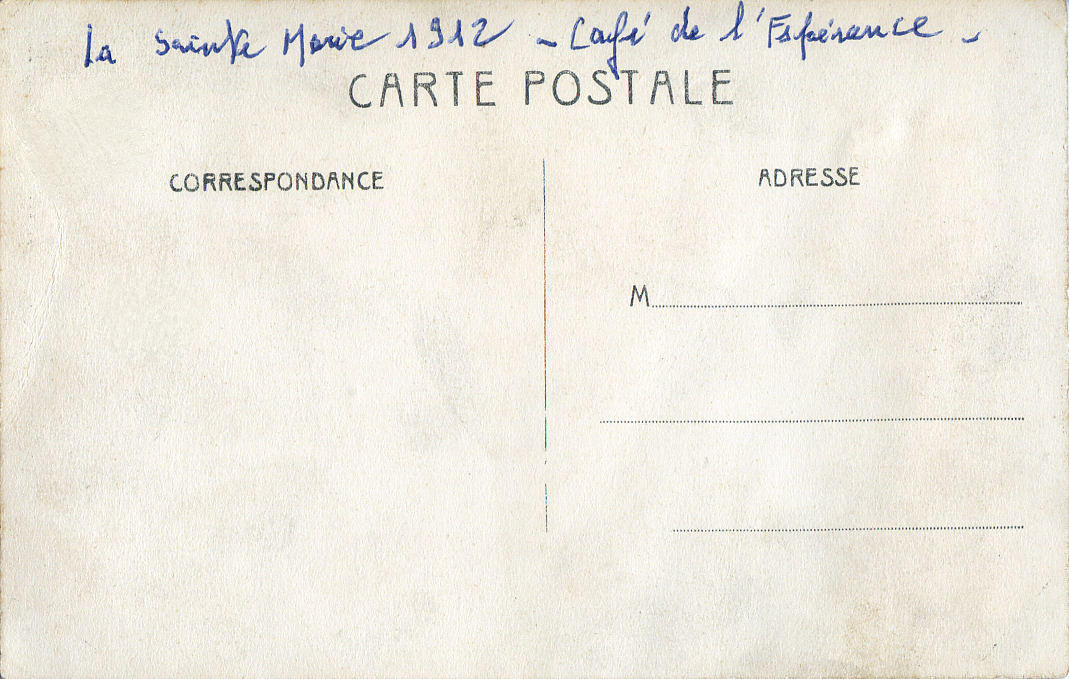 La Sainte Marie 1912 - Café de l'Espérance -
CARTE POSTALE
CORRESPONDANCE
ADRESSE
M